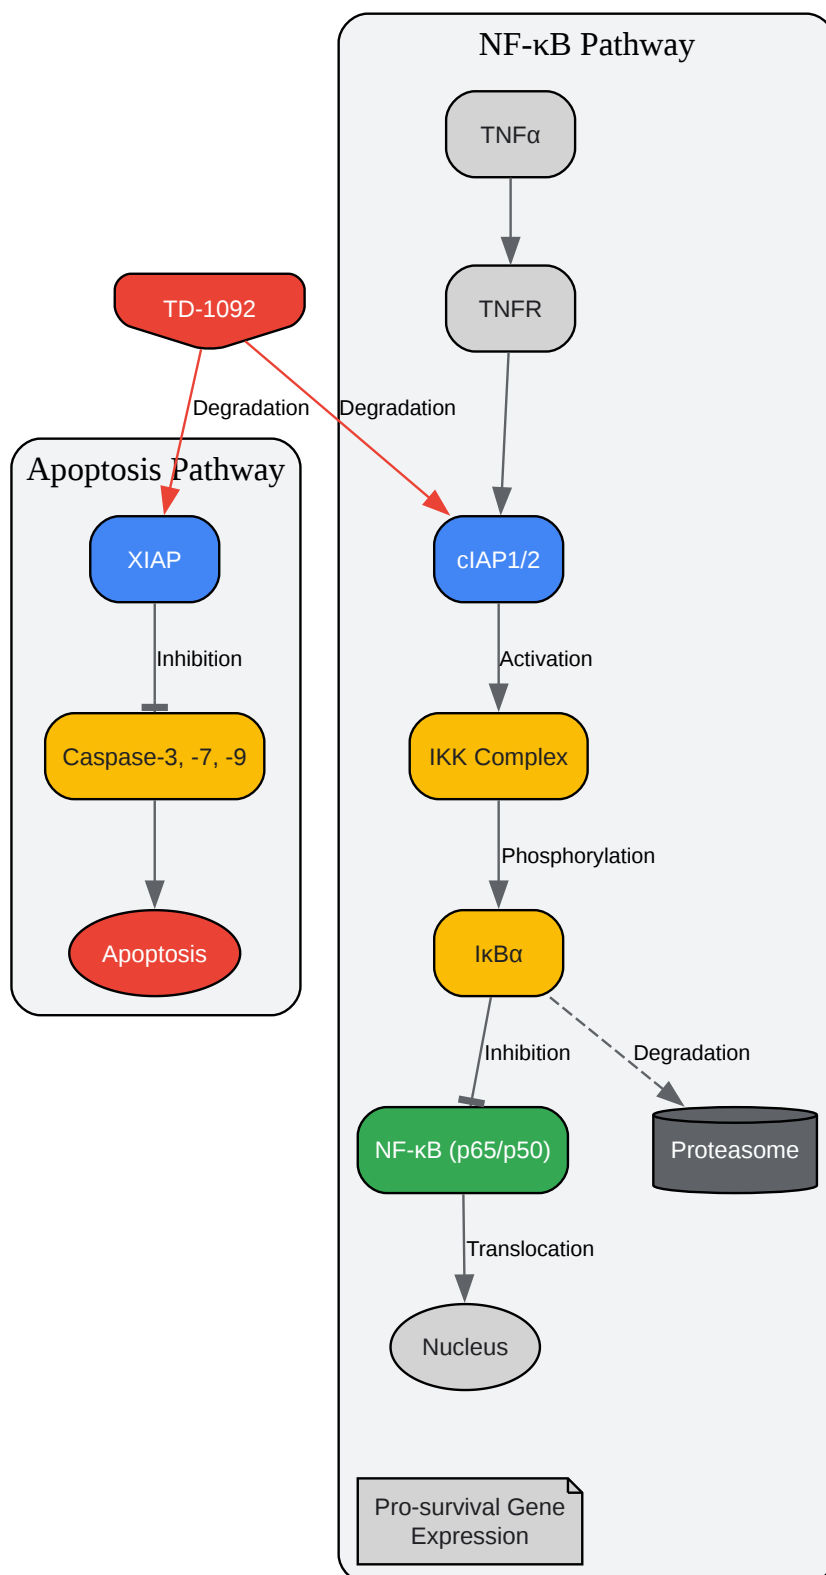 NF-κB Pathway
TNFα
TNFR
TD-1092
Degradation
Degradation
Apoptosis Pathway
XIAP
cIAP1/2
Inhibition
Activation
Caspase-3, -7, -9
IKK Complex
Phosphorylation
Apoptosis
IκBα
Inhibition
Degradation
NF-κB (p65/p50)
Proteasome
Translocation
Nucleus
Pro-survival Gene
Expression